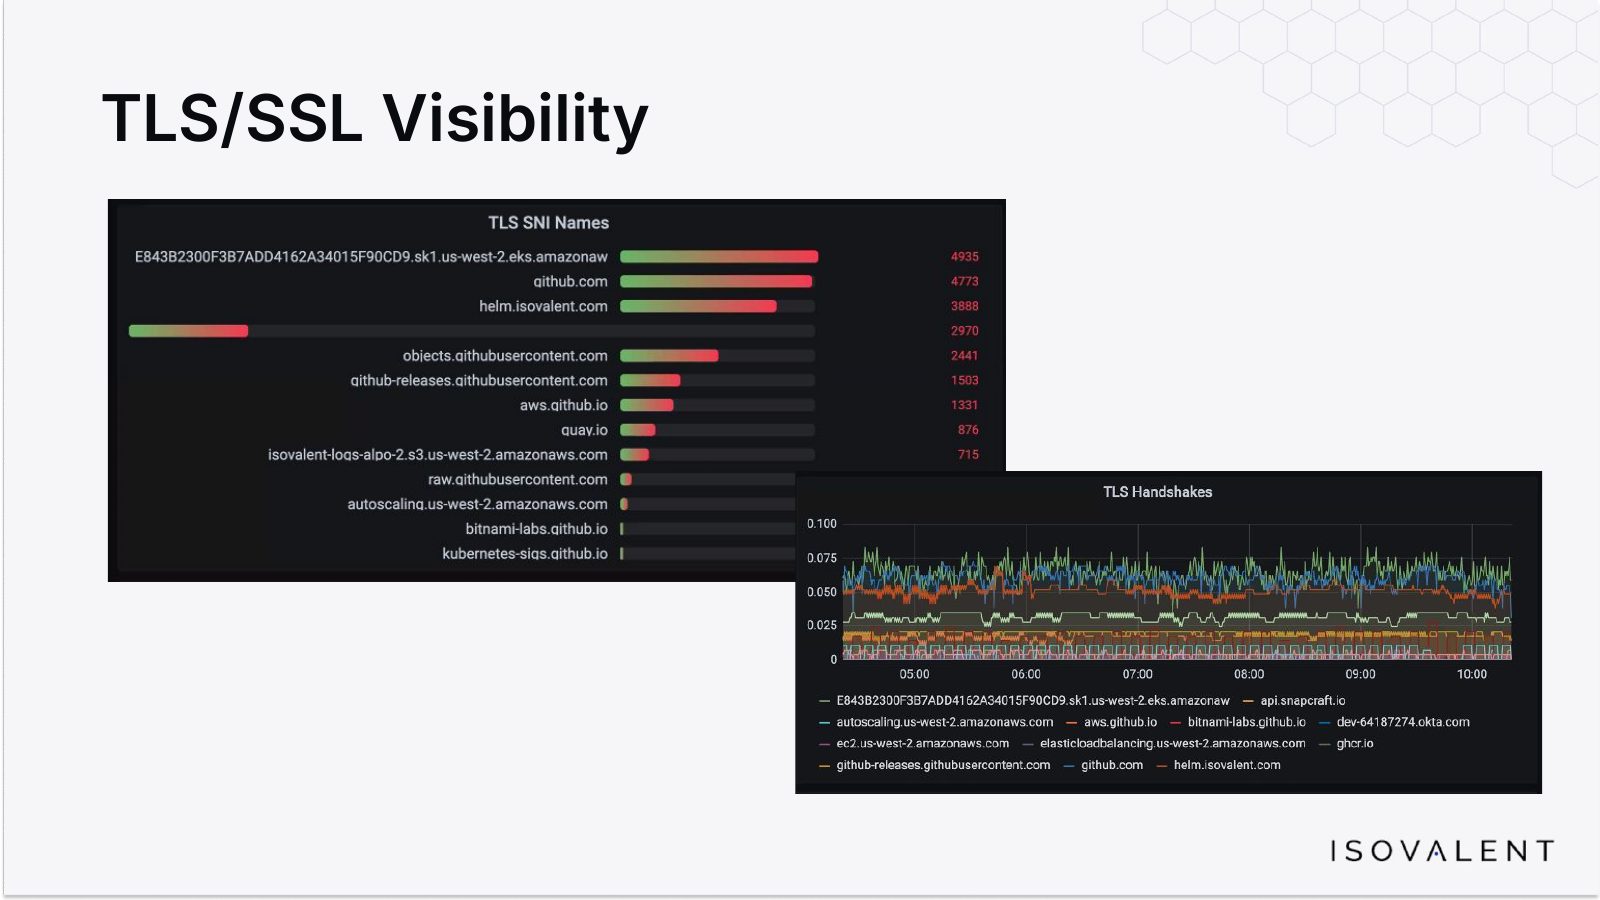 TLS/SSL Visibility
TLS SNI Names
E843B2300F3B7ADD4162A34015F90CD9.sk1.us-west-2.eks.amazonaw 4935
github.com 4773
helm.isovalent.com 3888
2970
objects.githubusercontent.com 2441
github-releases.githubusercontent.com 1503
aws.github.io 1331
quay.io 876
isovalent-logs-alpo-2.s3.us-west-2.amazonaws.com 715
raw.githubusercontent.com
autoscaling.us-west-2.amazonaws.com
bitnami-labs.github.io
kubernetes-sigs.github.io
TLS Handshakes
0.100
0.075
0.050
0.025
0
05:00 06:00 07:00 08:00 09:00 10:00
E843B2300F3B7ADD4162A34015F90CD9.sk1.us-west-2.eks.amazonaw api.snapcraft.io
autoscaling.us-west-2.amazonaws.com aws.github.io bitnami-labs.github.io dev-64187274.okta.com
ec2.us-west-2.amazonaws.com elasticloadbalancing.us-west-2.amazonaws.com ghcr.io
github-releases.githubusercontent.com github.com helm.isovalent.com
ISOVALENT